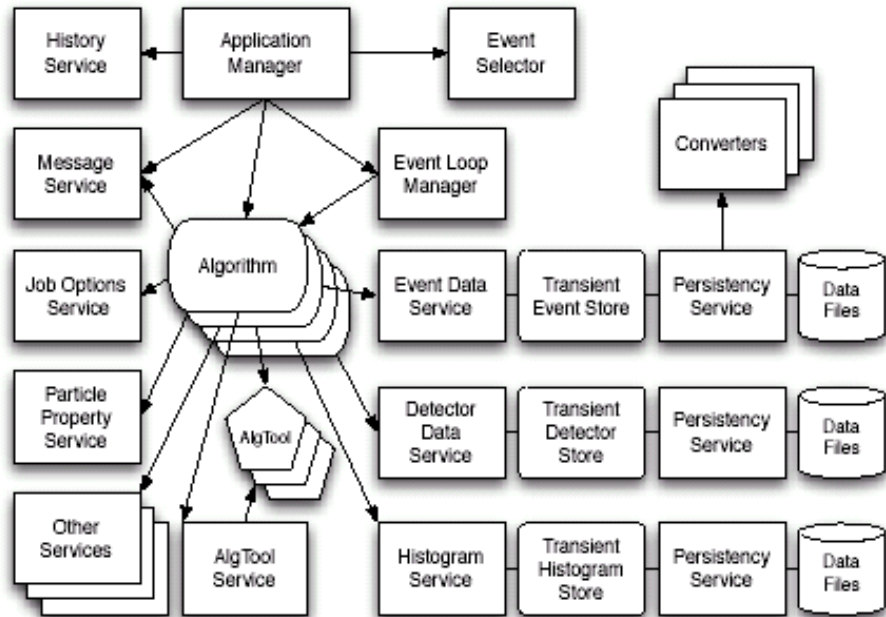 History
Service
Application
Manager
Event
Selector
Converters
Message
Service
Event Loop
Manager
Algorithm
Job Options
Service
Event Data
Service
Transient
Event Store
Persistency
Service
Data
Files
Particle
Property
Service
AlgTool
Detector
Data
Service
Transient
Detector
Store
Persistency
Service
Data
Files
Other
Services
AlgTool
Service
Histogram
Service
Transient
Histogram
Store
Persistency
Service
Data
Files